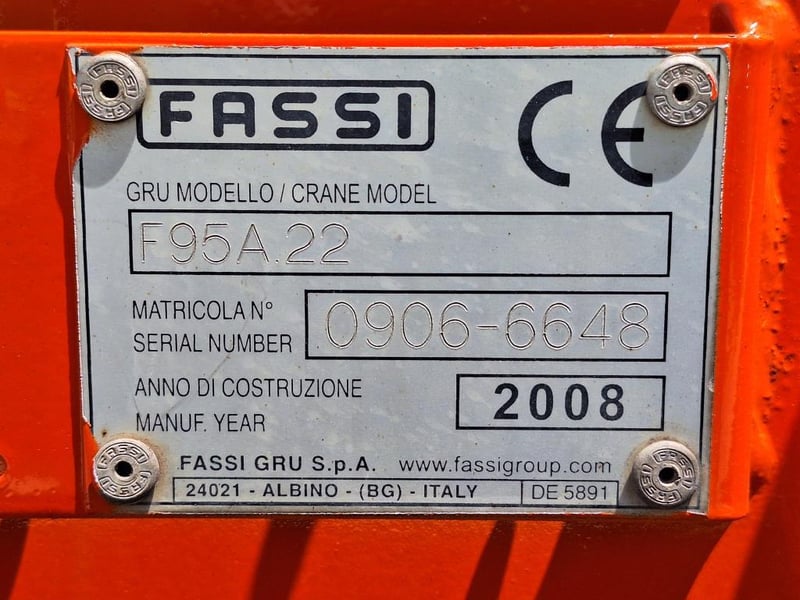 FASSI CE
GRU MODELLO / CRANE MODEL
F95A.22
MATRICOLA Nº
SERIAL NUMBER
0906-6648
ANNO DI COSTRUZIONE
MANUF. YEAR
2008
FASSI GRU S.p.A. www.fassigroup.com
24021 - ALBINO - (BG) - ITALY DE 5891